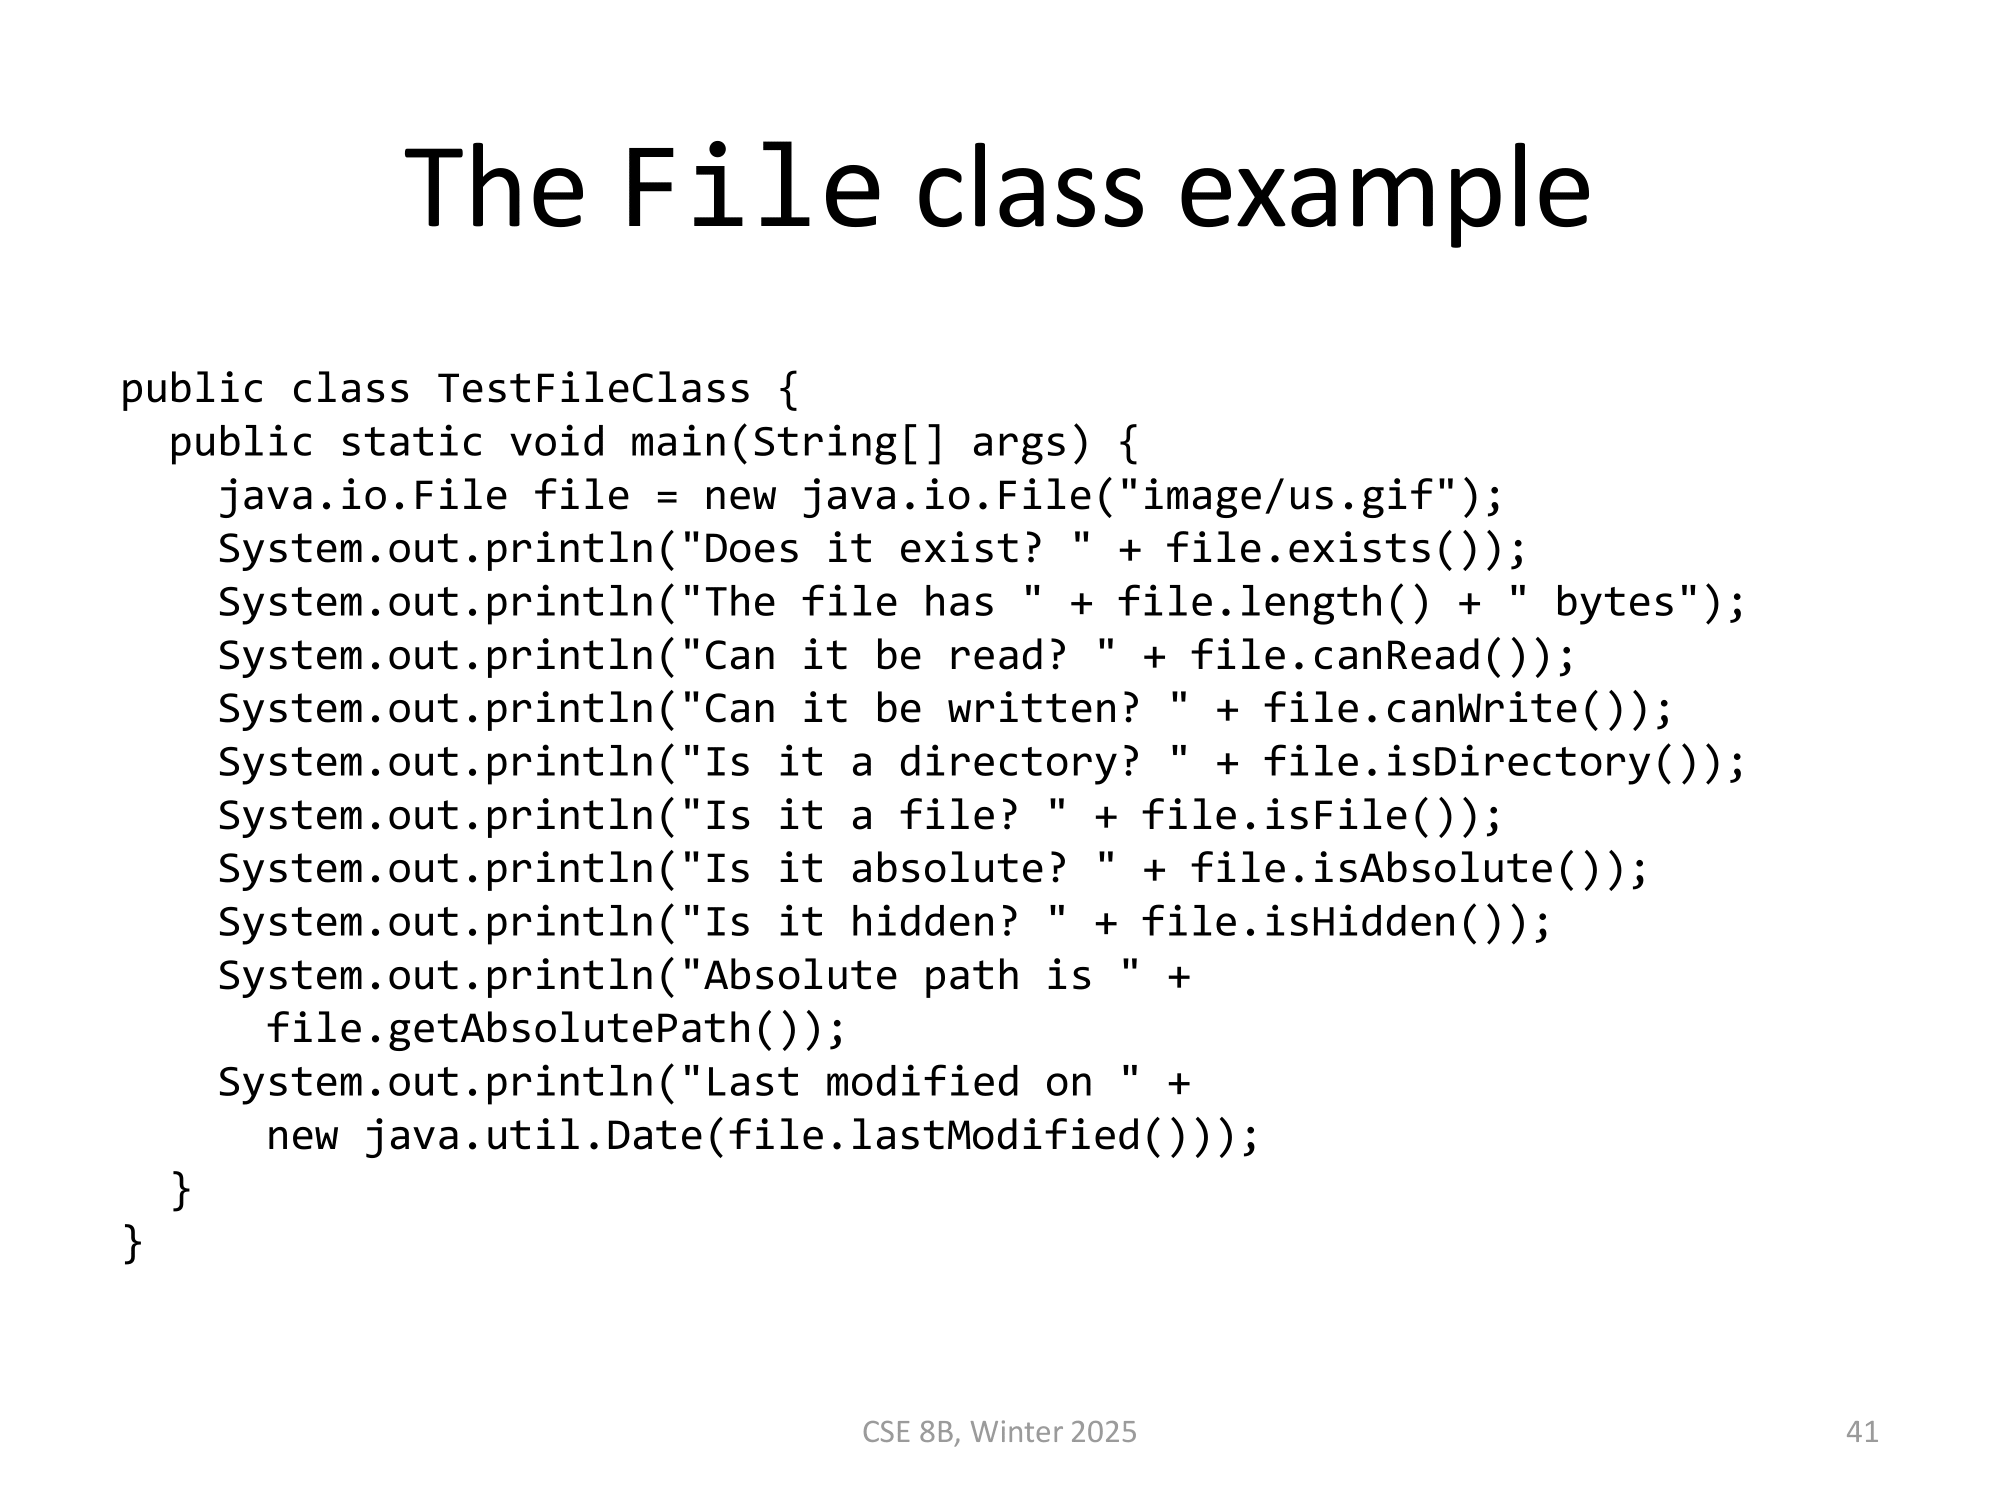 The File class example
public class TestFileClass {
  public static void main(String[] args) {
    java.io.File file = new java.io.File("image/us.gif");
    System.out.println("Does it exist? " + file.exists());
    System.out.println("The file has " + file.length() + " bytes");
    System.out.println("Can it be read? " + file.canRead());
    System.out.println("Can it be written? " + file.canWrite());
    System.out.println("Is it a directory? " + file.isDirectory());
    System.out.println("Is it a file? " + file.isFile());
    System.out.println("Is it absolute? " + file.isAbsolute());
    System.out.println("Is it hidden? " + file.isHidden());
    System.out.println("Absolute path is " +
      file.getAbsolutePath());
    System.out.println("Last modified on " +
      new java.util.Date(file.lastModified()));
  }
}
CSE 8B, Winter 2025
41